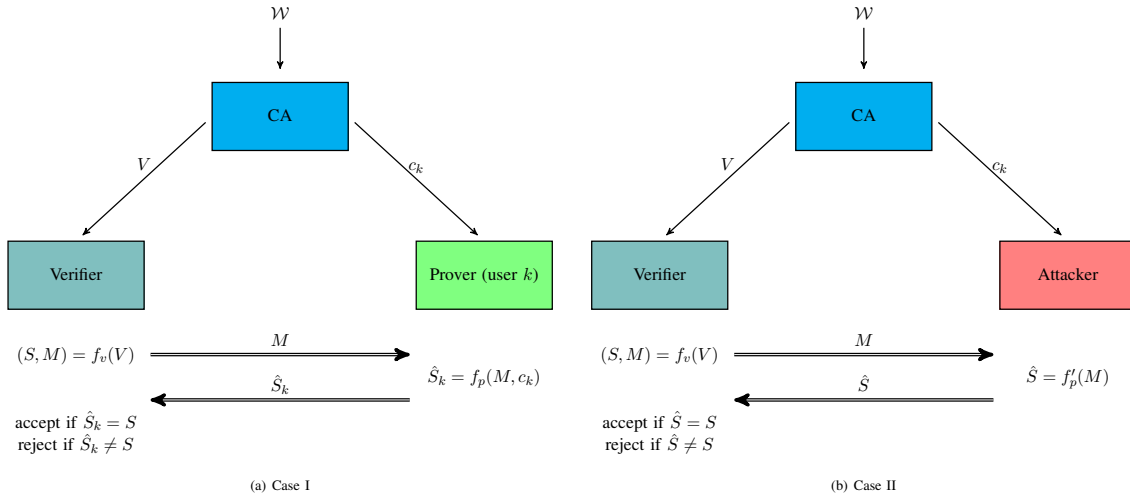 𝒲
CA
V
c_k
Verifier
Prover (user k)
(S, M) = f_v(V)
M
Ŝ_k = f_p(M, c_k)
Ŝ_k
accept if Ŝ_k = S
reject if Ŝ_k ≠ S
(a) Case I
𝒲
CA
V
c_k
Verifier
Attacker
(S, M) = f_v(V)
M
Ŝ = f'_p(M)
Ŝ
accept if Ŝ = S
reject if Ŝ ≠ S
(b) Case II